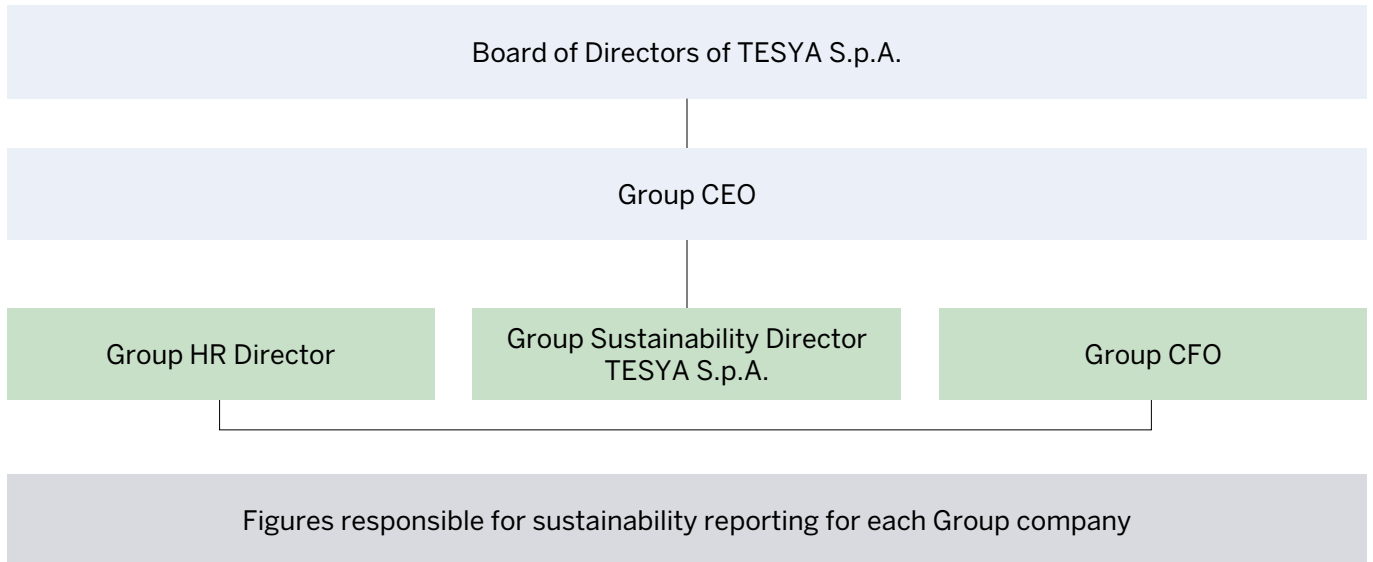 Board of Directors of TESYA S.p.A.
Group CEO
Group HR Director
Group Sustainability Director
TESYA S.p.A.
Group CFO
Figures responsible for sustainability reporting for each Group company